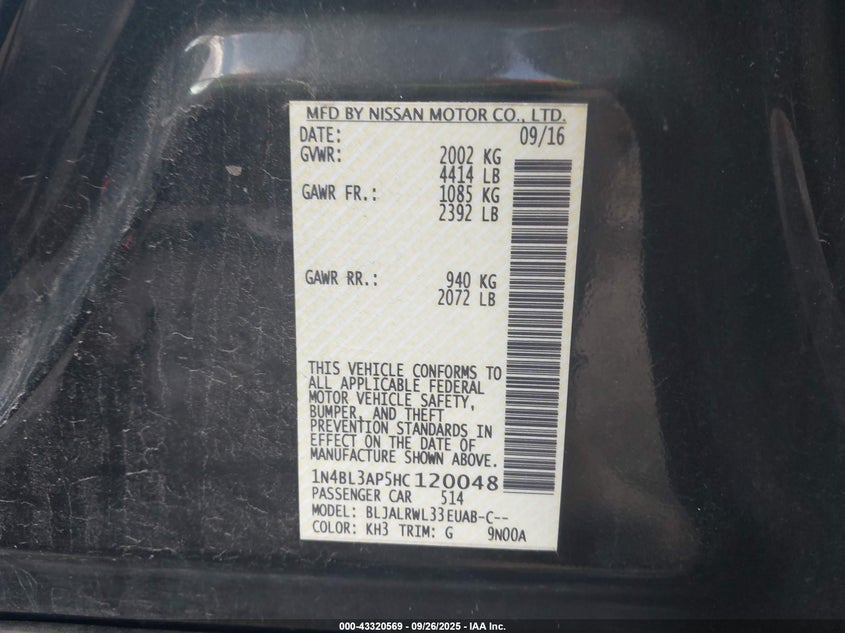 MFD BY NISSAN MOTOR CO., LTD.
DATE: 09/16
GVWR: 2002 KG
4414 LB
GAWR FR.: 1085 KG
2392 LB
GAWR RR.: 940 KG
2072 LB
THIS VEHICLE CONFORMS TO
ALL APPLICABLE FEDERAL
MOTOR VEHICLE SAFETY,
BUMPER, AND THEFT
PREVENTION STANDARDS IN
EFFECT ON THE DATE OF
MANUFACTURE SHOWN ABOVE.
1N4BL3AP5HC120048
PASSENGER CAR 514
MODEL: BLJALRWL33EUAB-C--
COLOR: KH3 TRIM: G 9N00A
000-43320569 - 09/26/2025 - IAA Inc.